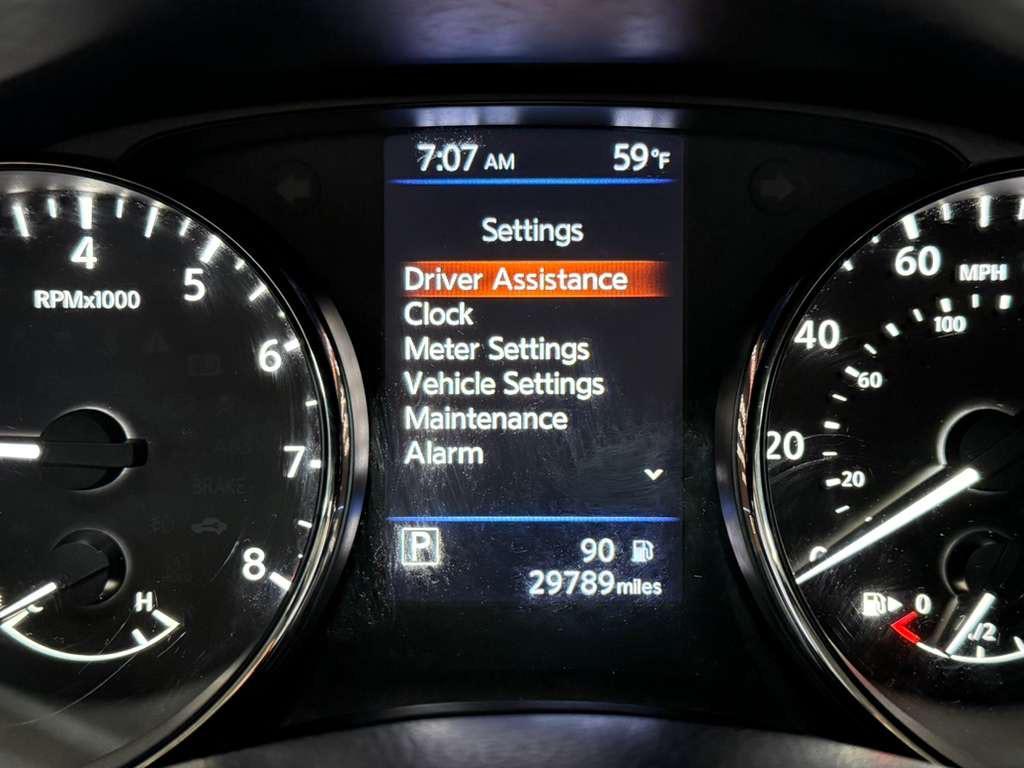 7:07 AM 59°F
Settings
Driver Assistance
Clock
Meter Settings
Vehicle Settings
Maintenance
Alarm
P
90
29789 miles
4
5
6
7
8
RPMx1000
BRAKE
H
60
40
20
0
MPH
100
60
20
0
1/2